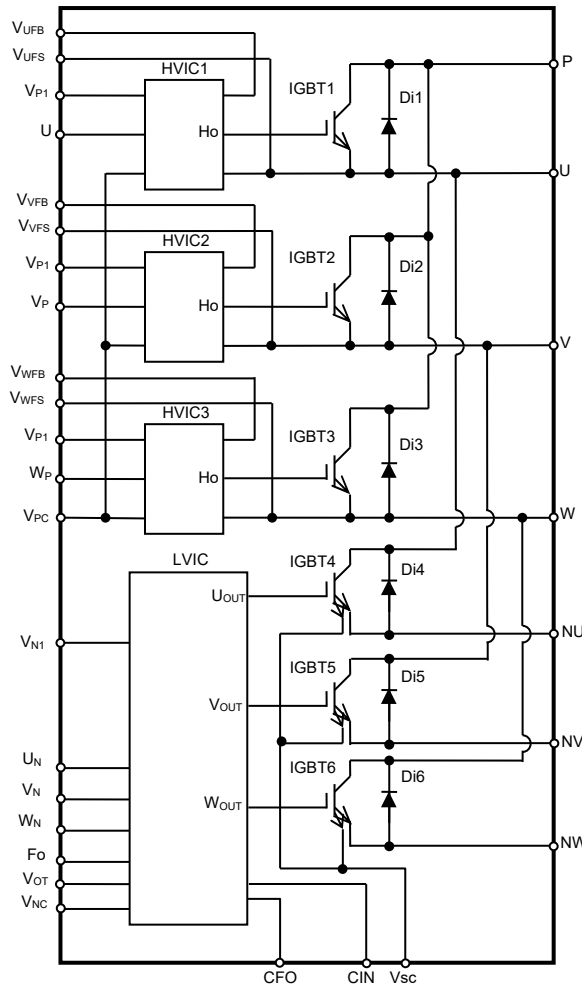 VUFB
VUFS
HVIC1
P
VP1
IGBT1
Di1
U
Ho
U
VVFB
VVFS
HVIC2
VP1
IGBT2
Di2
VP
Ho
V
VWFB
VWFS
HVIC3
VP1
IGBT3
Di3
WP
Ho
VPC
W
LVIC
IGBT4
Di4
UOUT
NU
VN1
IGBT5
Di5
VOUT
NV
UN
IGBT6
Di6
VN
WOUT
WN
NW
Fo
VOT
VNC
CFO
CIN
Vsc